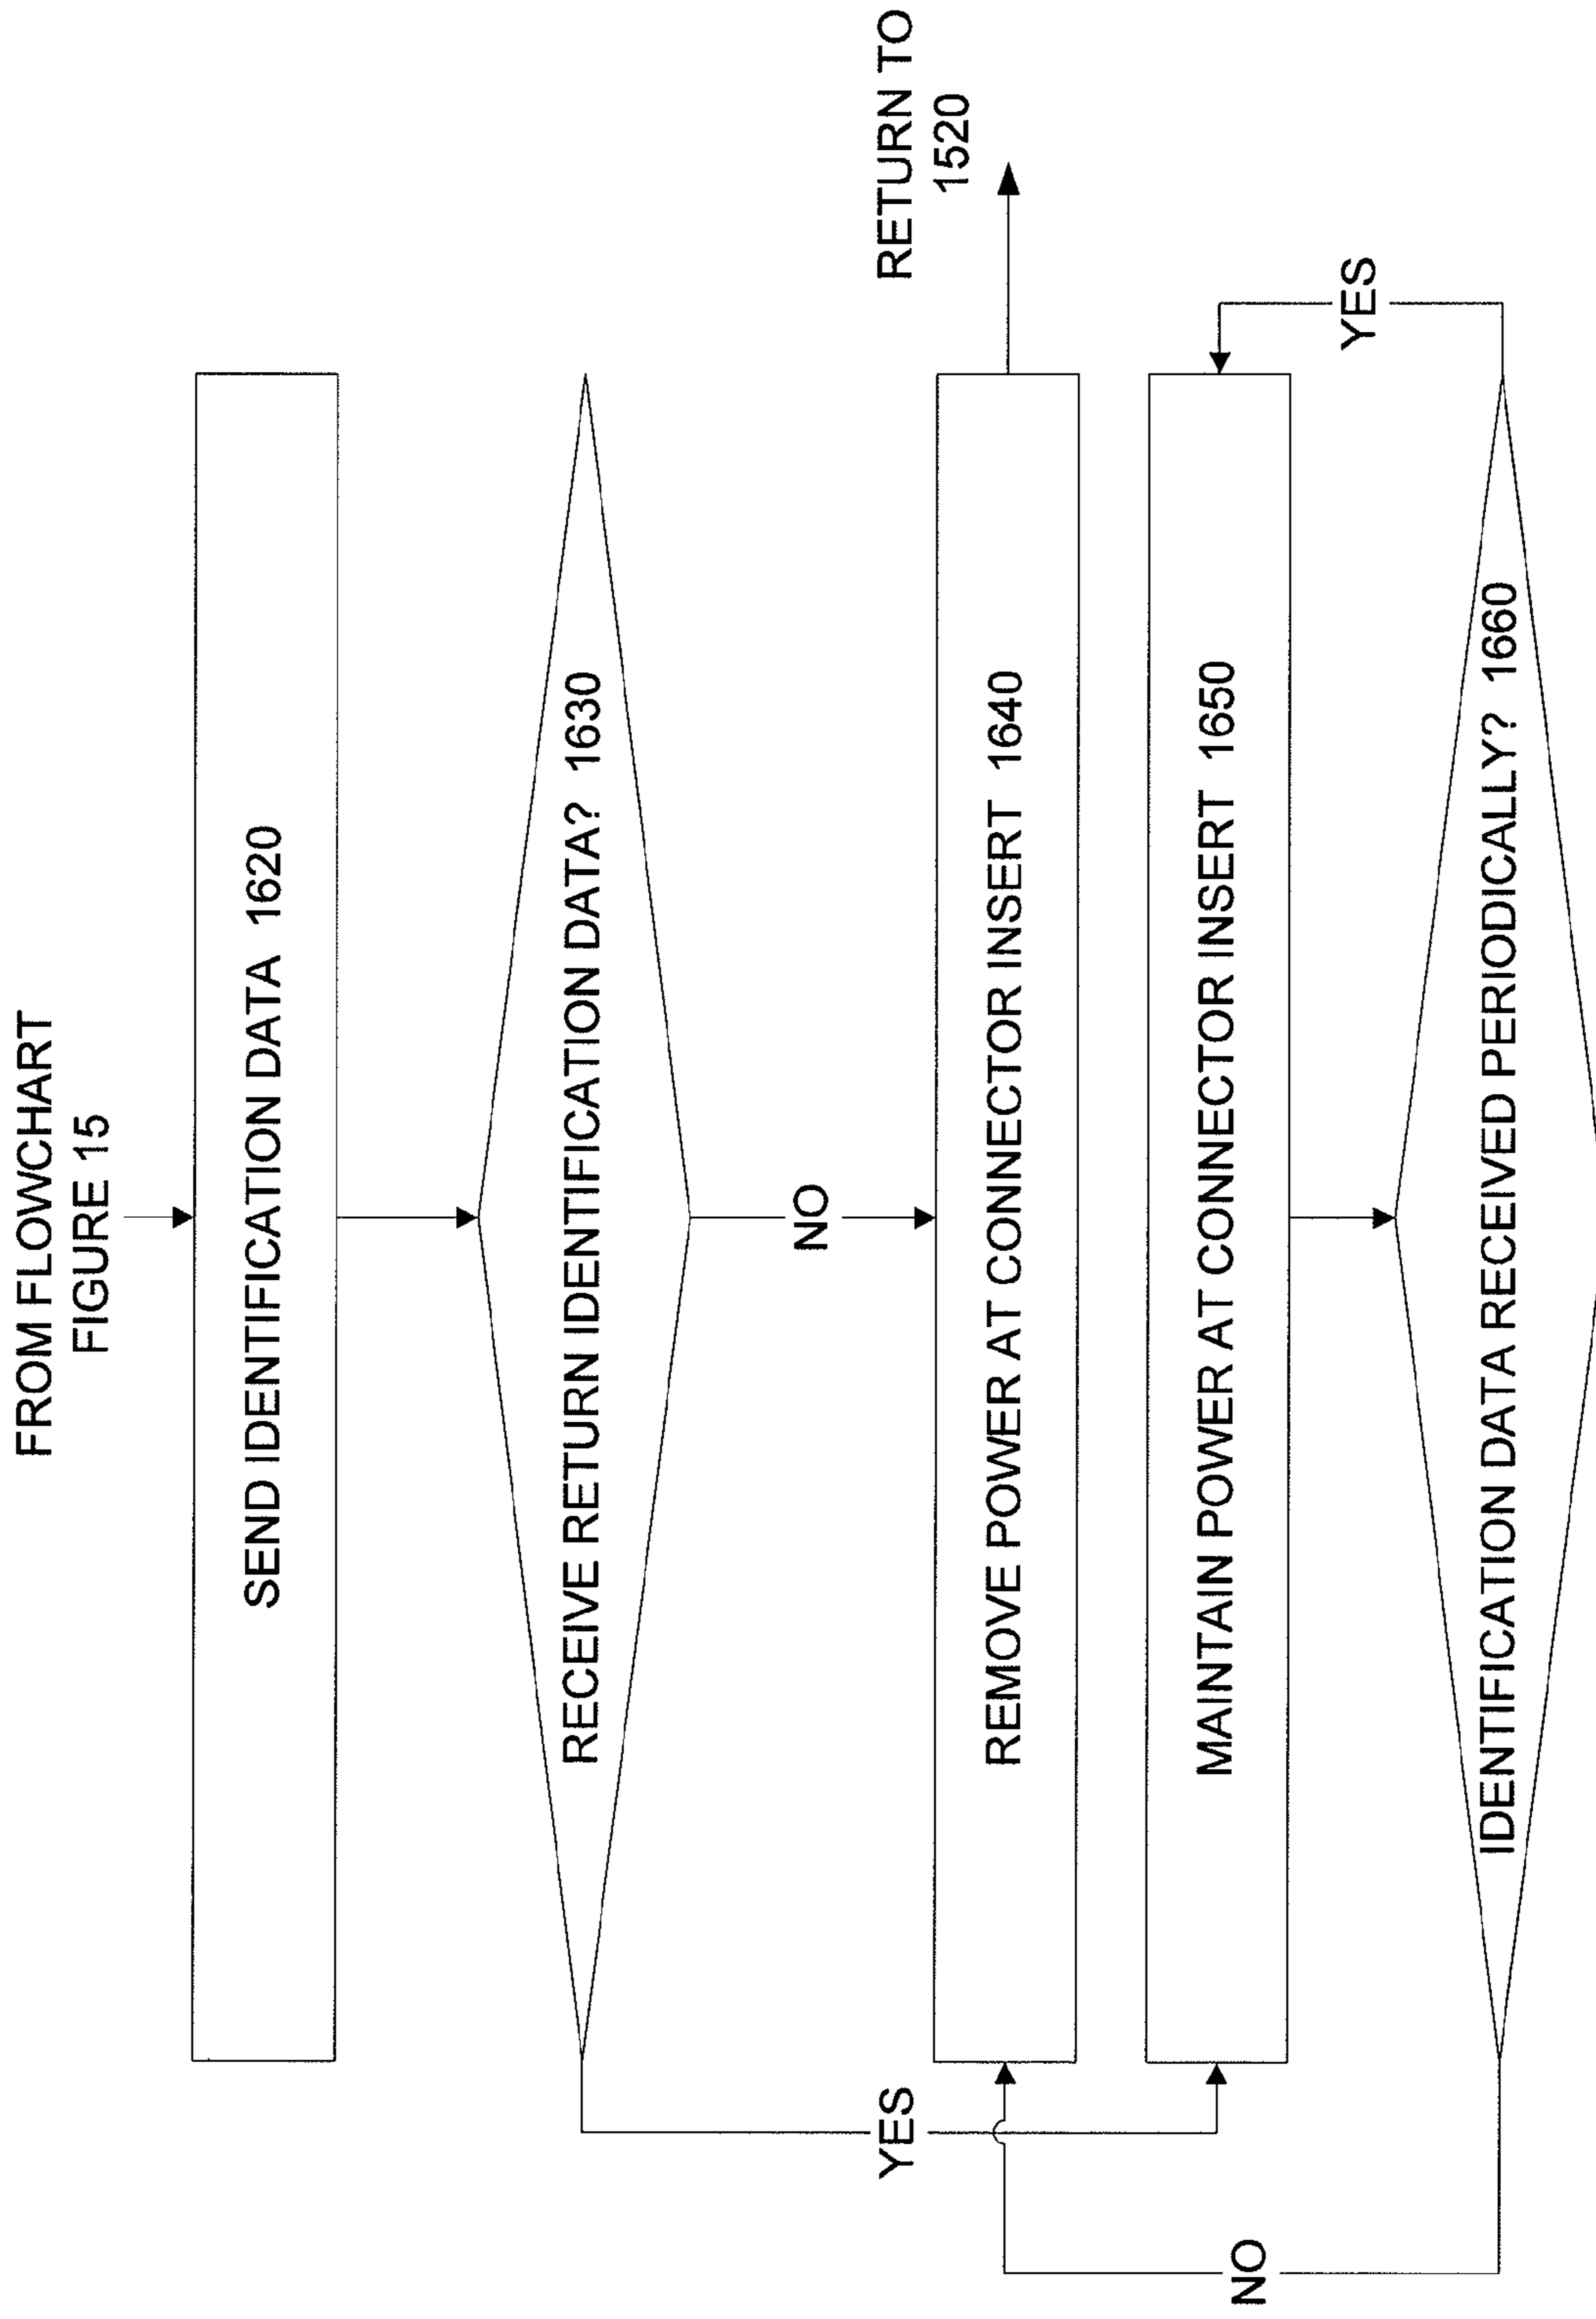 FROM FLOWCHART
FIGURE 15
SEND IDENTIFICATION DATA 1620
RECEIVE RETURN IDENTIFICATION DATA? 1630
YES
NO
RETURN TO
1520
REMOVE POWER AT CONNECTOR INSERT 1640
MAINTAIN POWER AT CONNECTOR INSERT 1650
NO
YES
IDENTIFICATION DATA RECEIVED PERIODICALLY? 1660